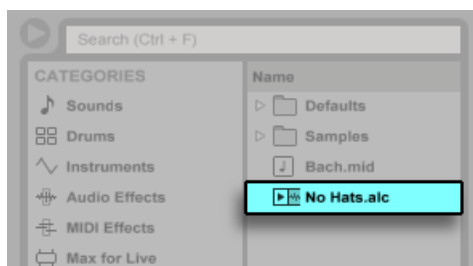 Search (Ctrl + F)
CATEGORIES
Sounds
Drums
Instruments
Audio Effects
MIDI Effects
Max for Live
Name
Defaults
Samples
Bach.mid
No Hats.alc